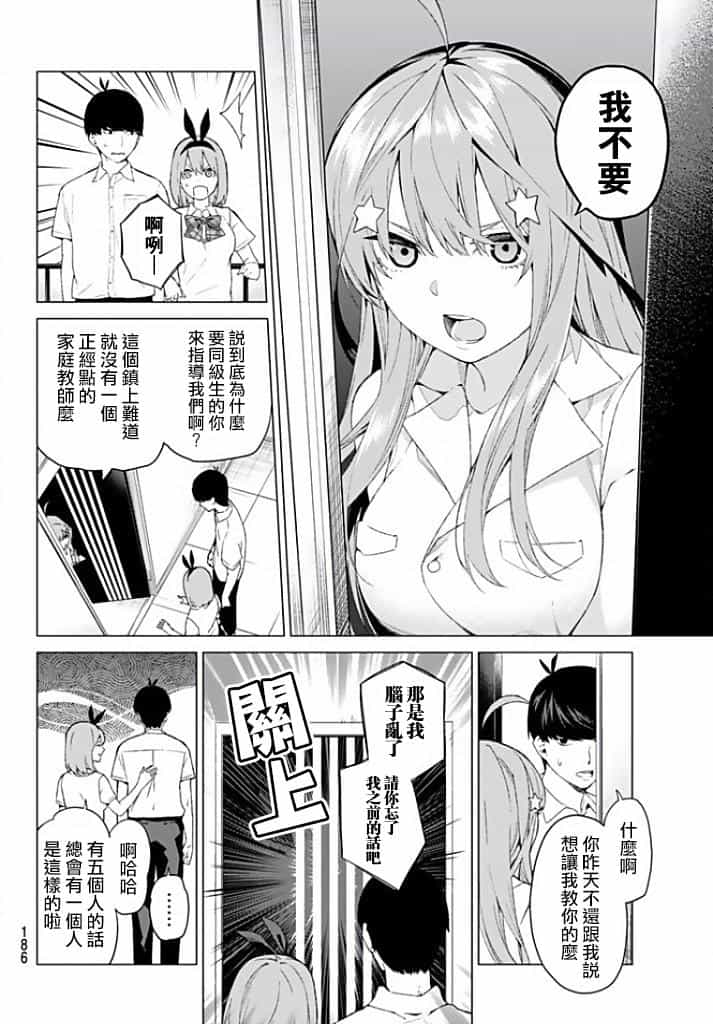 我不要
啊咧—
説到底為什麼
要同級生的你
來指導我們啊？
這個鎮上難道
就沒有一個
正經點的
家庭教師麼
什麼啊
你昨天不還跟我說
想讓我教你的麼
那是我
腦子亂了
請你忘了
我之前的話吧
關上
……
啊哈哈
有五個人的話
總會有一個人
是這樣的啦
186